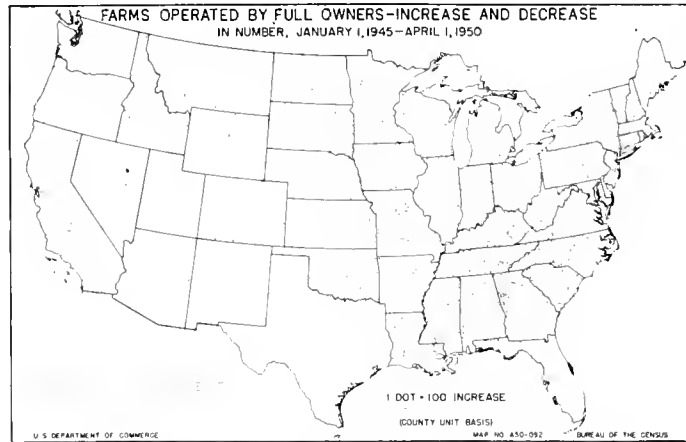 FARMS OPERATED BY FULL OWNERS-INCREASE AND DECREASE
IN NUMBER, JANUARY 1, 1945-APRIL 1, 1950
1 DOT - 100 INCREASE
(COUNTY UNIT BASIS)
U S DEPARTMENT OF COMMERCE
MAP NO A50-092
BUREAU OF THE CENSUS